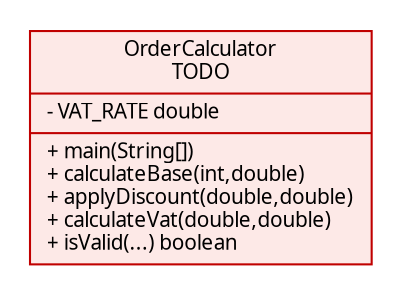 OrderCalculator
TODO
- VAT_RATE double
+ main(String[])
+ calculateBase(int,double)
+ applyDiscount(double,double)
+ calculateVat(double,double)
+ isValid(...) boolean